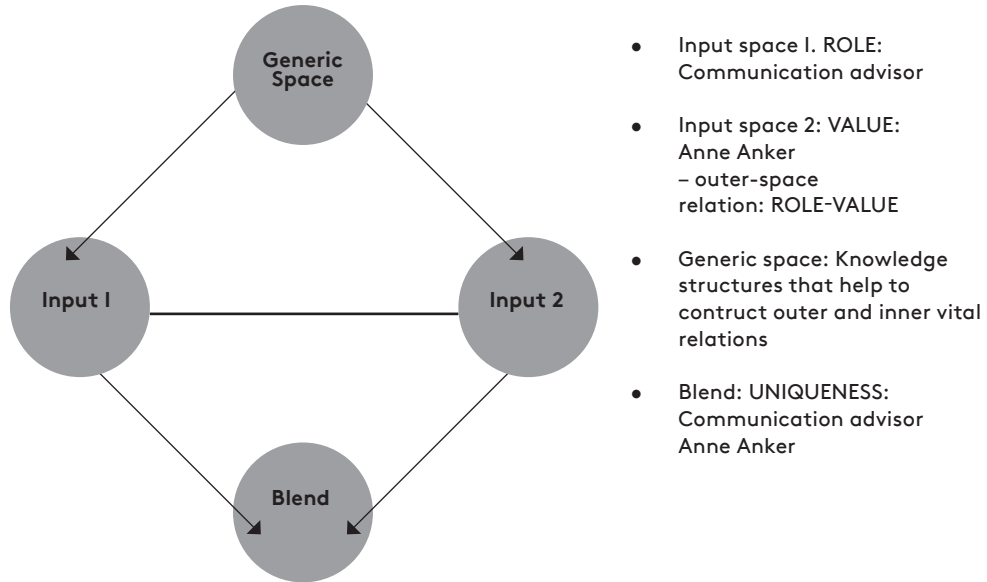 Generic
Space
Input I
Input 2
Blend
● Input space I. ROLE:
Communication advisor
● Input space 2: VALUE:
Anne Anker
– outer-space
relation: ROLE-VALUE
● Generic space: Knowledge
structures that help to
contruct outer and inner vital
relations
● Blend: UNIQUENESS:
Communication advisor
Anne Anker